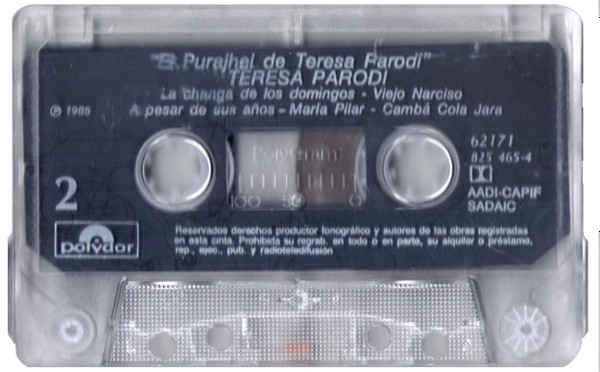 "El Purajhei de Teresa Parodi"
TERESA PARODI
La changa de los domingos - Viejo Narciso
℗ 1985
A pesar de sus años - María Pilar - Cambá Cola Jara
PolyGram
62171
825 465-4
AADI-CAPIF
SADAIC
100 50 0
2
polydor
Reservados derechos productor fonográfico y autores de las obras registradas
en esta cinta. Prohibida su regrab. en todo o en parte, su alquiler o préstamo,
rep., ejec., pub. y radioteledifusión